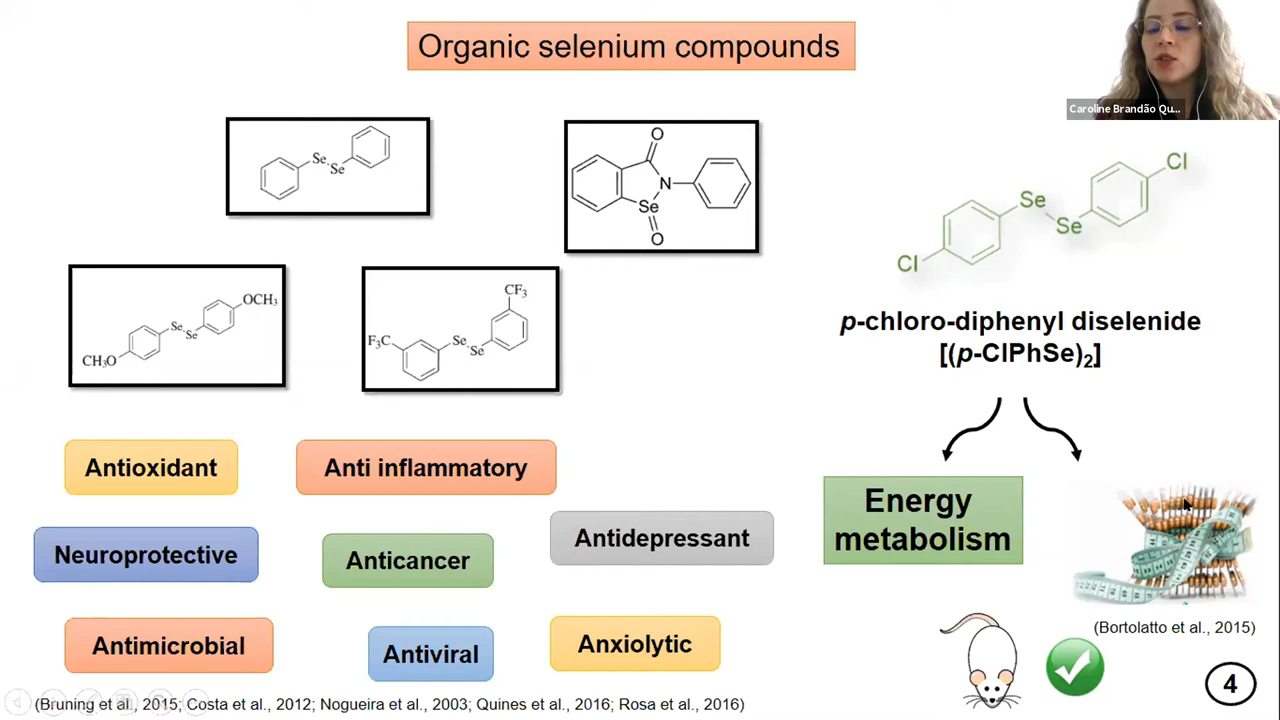 Organic selenium compounds
Caroline Brandão Qu...
Se
Se
O
N
Se
O
Cl
Se
Se
Cl
OCH3
Se
Se
CH3O
CF3
F3C
Se
Se
p-chloro-diphenyl diselenide
[(p-ClPhSe)2]
Antioxidant
Anti inflammatory
Neuroprotective
Anticancer
Antidepressant
Antimicrobial
Antiviral
Anxiolytic
Energy
metabolism
(Bortolatto et al., 2015)
(Bruning et al., 2015; Costa et al., 2012; Nogueira et al., 2003; Quines et al., 2016; Rosa et al., 2016)
4